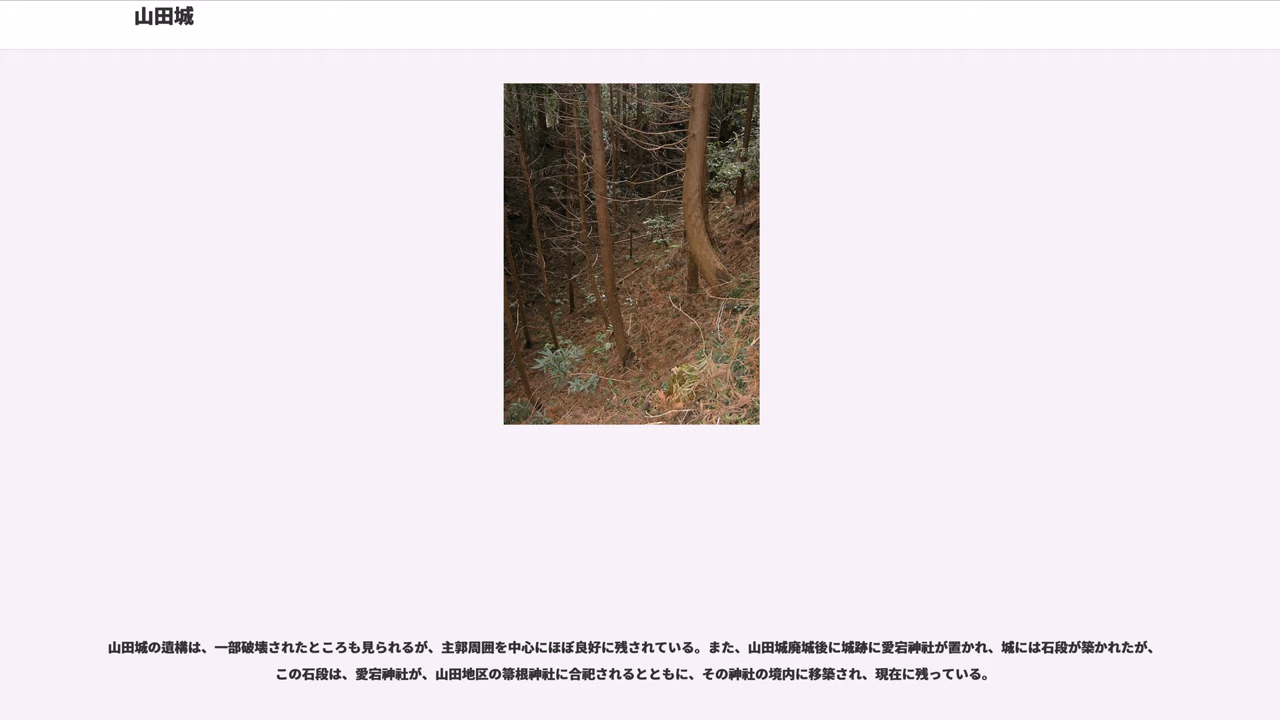 山田城
山田城の遺構は、一部破壊されたところも見られるが、主郭周囲を中心にほぼ良好に残されている。また、山田城廃城後に城跡に愛宕神社が置かれ、城には石段が築かれたが、
この石段は、愛宕神社が、山田地区の箒根神社に合祀されるとともに、その神社の境内に移築され、現在に残っている。